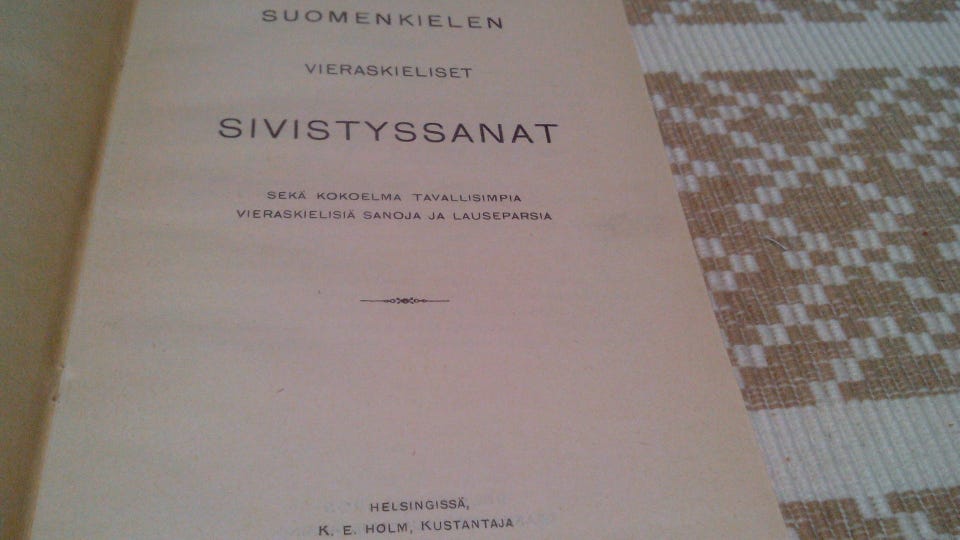 SUOMENKIELEN
VIERASKIELISET
SIVISTYSSANAT
SEKÄ KOKOELMA TAVALLISIMPIA
VIERASKIELISIÄ SANOJA JA LAUSEPARSIA
HELSINGISSÄ,
K. E. HOLM, KUSTANTAJA